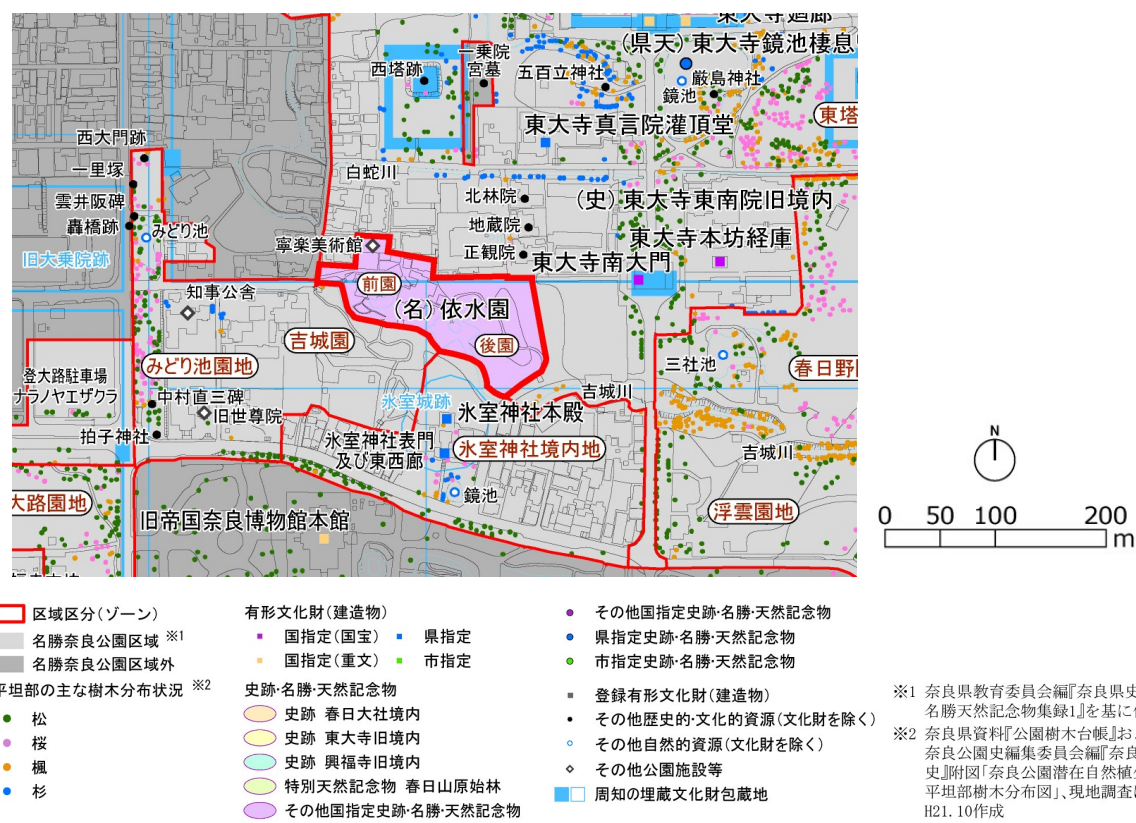 東大寺廻廊
(県天) 東大寺鏡池棲息
一乗院
宮墓
西塔跡
五百立神社
厳島神社
鏡池
東塔
東大寺真言院灌頂堂
西大門跡
一里塚
白蛇川
雲井阪碑
北林院
(史) 東大寺東南院旧境内
轟橋跡
みどり池
地蔵院
東大寺本坊経庫
寧楽美術館
正観院
東大寺南大門
旧大乗院跡
前園
知事公舎
(名) 依水園
吉城園
後園
みどり池園地
三社池
春日野
登大路駐車場
ナラノヤエザクラ
中村直三碑
旧世尊院
氷室城跡
吉城川
氷室神社本殿
拍子神社
氷室神社表門
及び東西廊
氷室神社境内地
吉城川
鏡池
大路園地
旧帝国奈良博物館本館
浮雲園地
N
0 50 100 200
m
区域区分(ゾーン)
名勝奈良公園区域 ※1
名勝奈良公園区域外
平坦部の主な樹木分布状況 ※2
松
桜
楓
杉
有形文化財(建造物)
国指定(国宝)
県指定
国指定(重文)
市指定
史跡・名勝・天然記念物
史跡 春日大社境内
史跡 東大寺旧境内
史跡 興福寺旧境内
特別天然記念物 春日山原始林
その他国指定史跡・名勝・天然記念物
その他国指定史跡・名勝・天然記念物
県指定史跡・名勝・天然記念物
市指定史跡・名勝・天然記念物
登録有形文化財(建造物)
その他歴史的・文化的資源(文化財を除く)
その他自然的資源(文化財を除く)
その他公園施設等
周知の埋蔵文化財包蔵地
※1 奈良県教育委員会編『奈良県史
名勝天然記念物集録1』を基に
※2 奈良県資料『公園樹木台帳』お
奈良公園史編集委員会編『奈良
史』附図「奈良公園潜在自然植
平坦部樹木分布図」、現地調査
H21.10作成